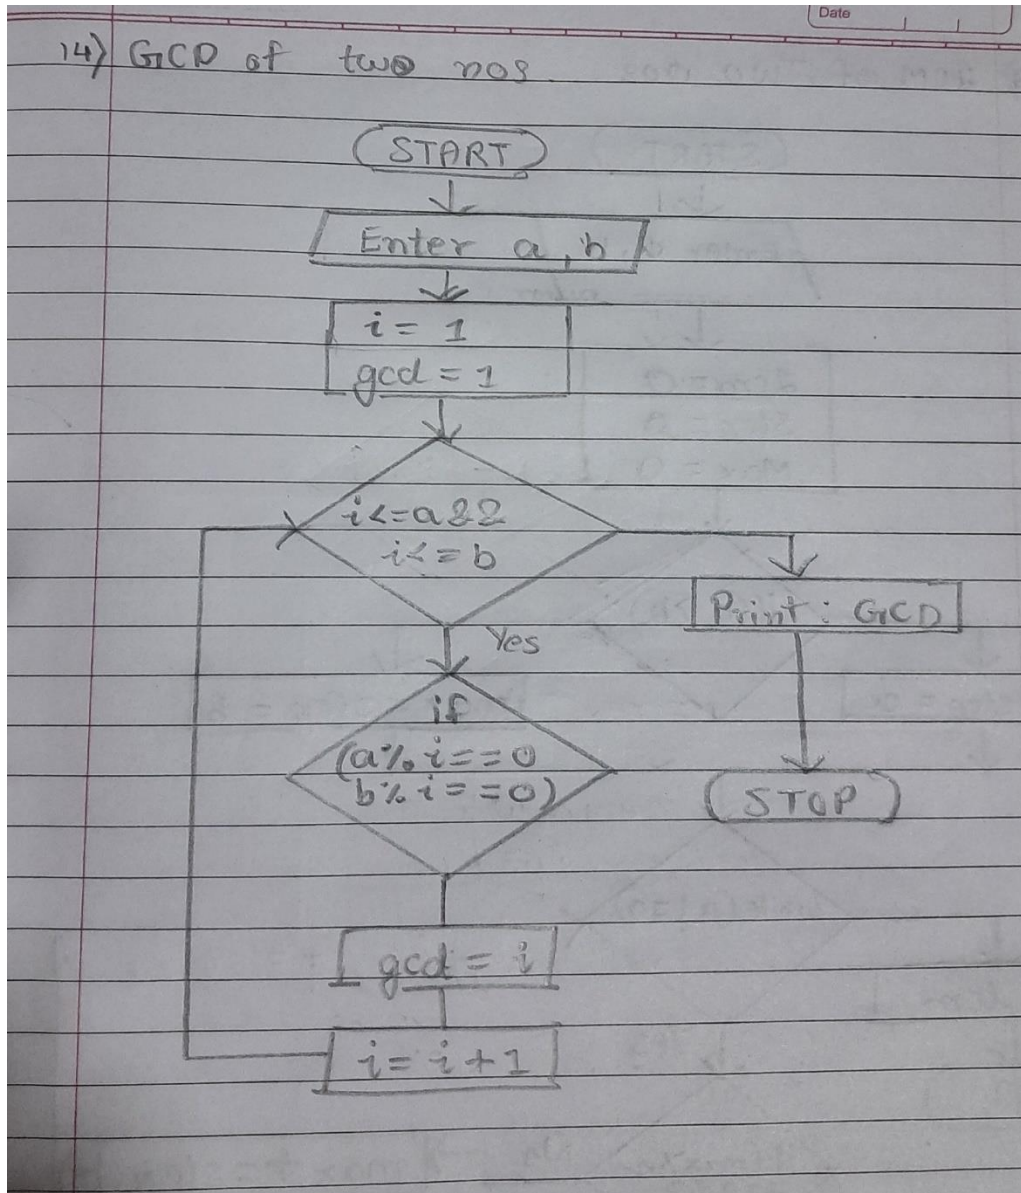 Date
14) GCD of two nos.
START
Enter a, b
i = 1
gcd = 1
i<=a &&
i<=b
Yes
Print: GCD
if
(a% i==0
b% i==0)
STOP
gcd = i
i = i + 1